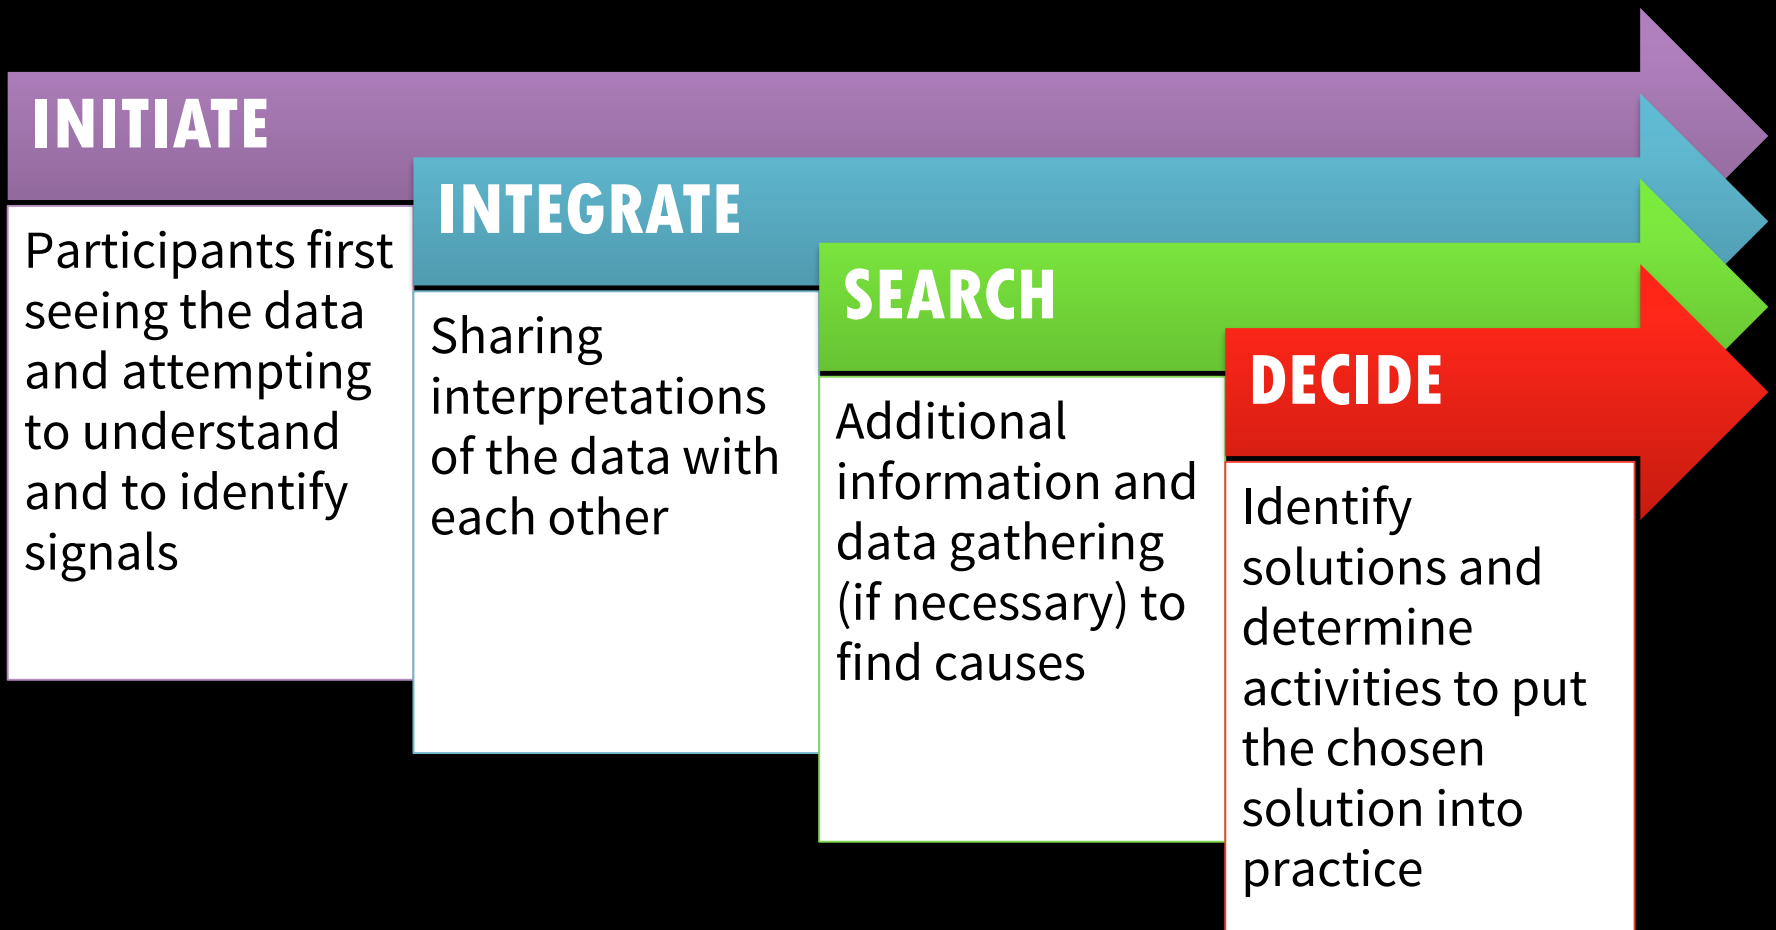 INITIATE
Participants first
seeing the data
and attempting
to understand
and to identify
signals
INTEGRATE
Sharing
interpretations
of the data with
each other
SEARCH
Additional
information and
data gathering
(if necessary) to
find causes
DECIDE
Identify
solutions and
determine
activities to put
the chosen
solution into
practice